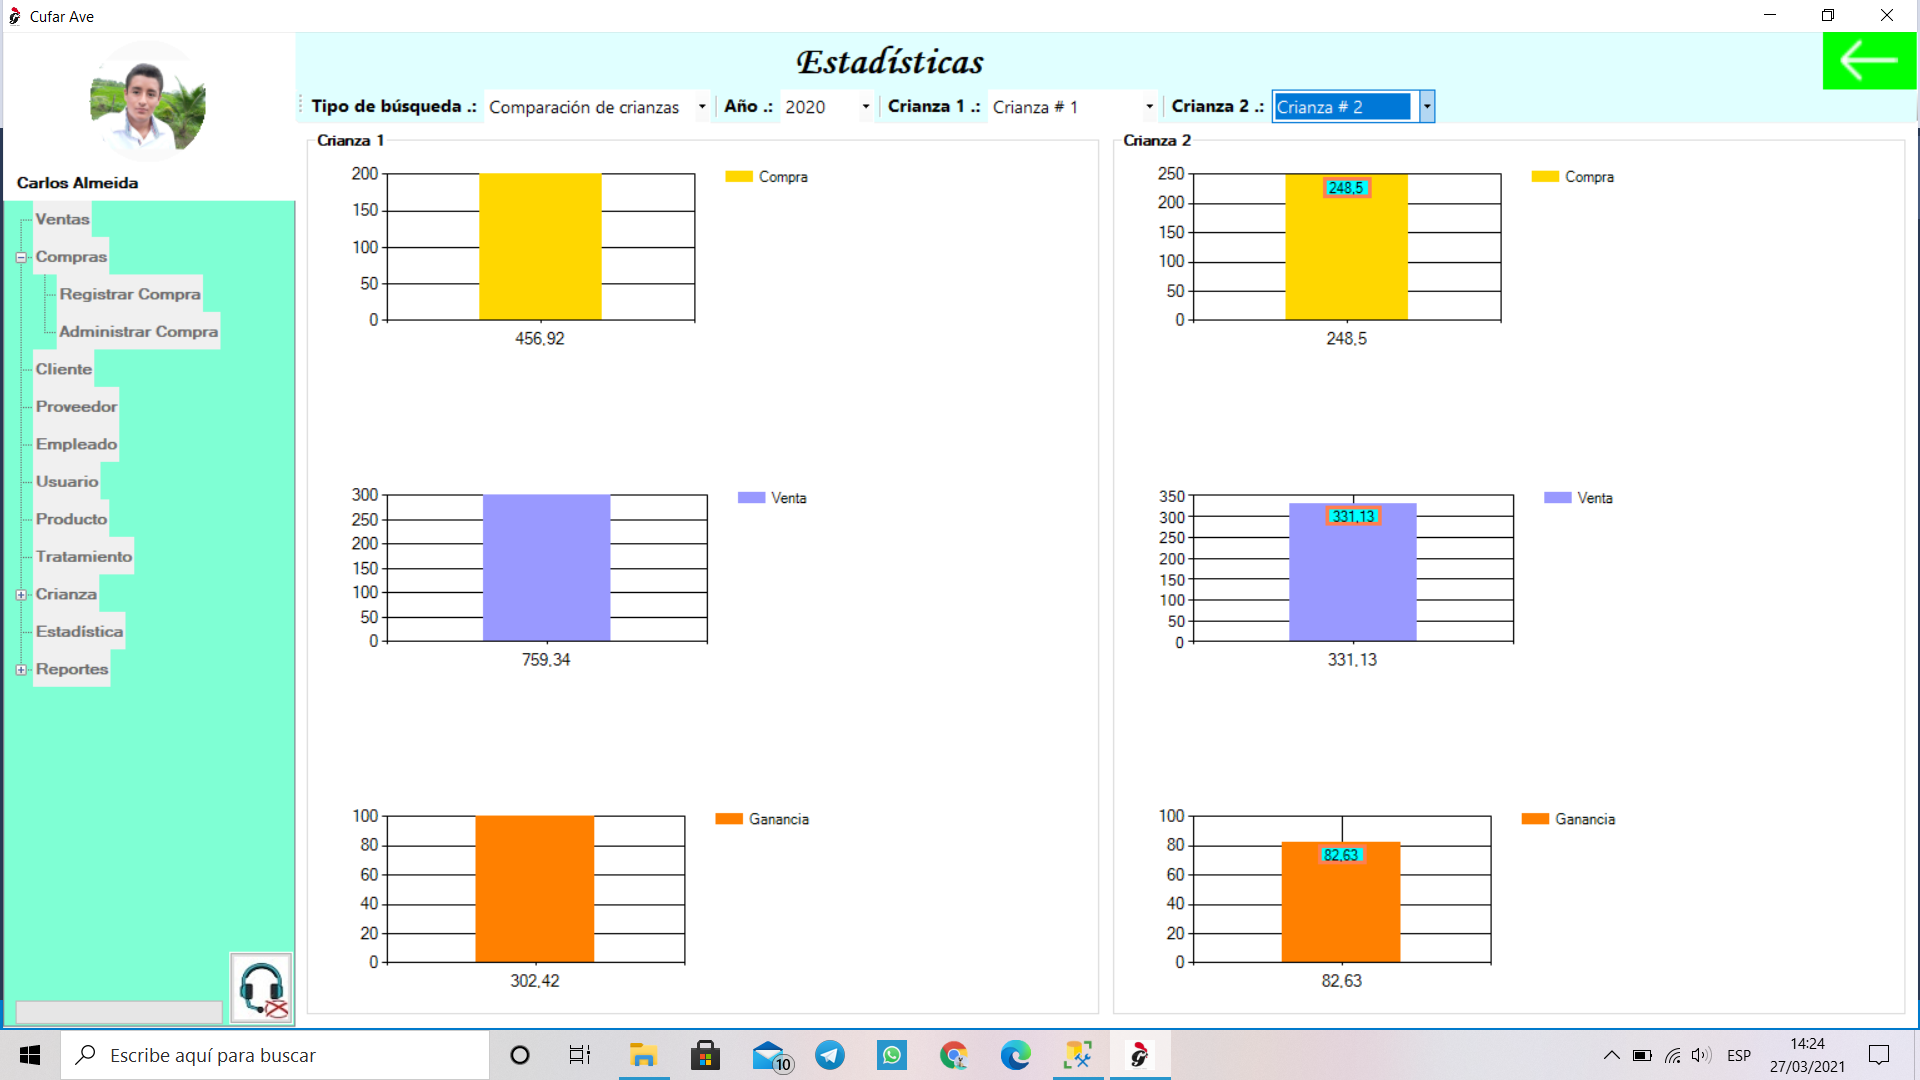 Cufar Ave
Estadísticas
Tipo de búsqueda .: Comparación de crianzas Año .: 2020 Crianza 1 .: Crianza # 1 Crianza 2 .: Crianza # 2
Carlos Almeida
Ventas
Compras
Registrar Compra
Administrar Compra
Cliente
Proveedor
Empleado
Usuario
Producto
Tratamiento
Crianza
Estadística
Reportes
Crianza 1
200
150
100
50
0
456,92
Compra
300
250
200
150
100
50
0
759,34
Venta
100
80
60
40
20
0
302,42
Ganancia
Crianza 2
250
200
150
100
50
0
248,5
248,5
Compra
350
300
250
200
150
100
50
0
331,13
331,13
Venta
100
80
60
40
20
0
82,63
82,63
Ganancia
Escribe aquí para buscar
10
ESP
14:24
27/03/2021